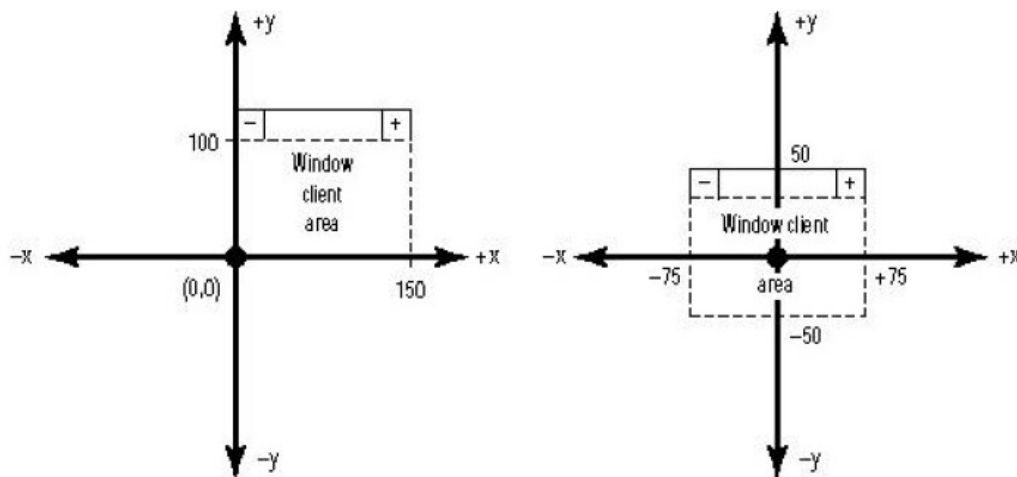 +y
− +
100
Window
client
area
−x +x
(0,0) 150
−y
+y
50
− +
Window client
−x +x
−75 area +75
−50
−y